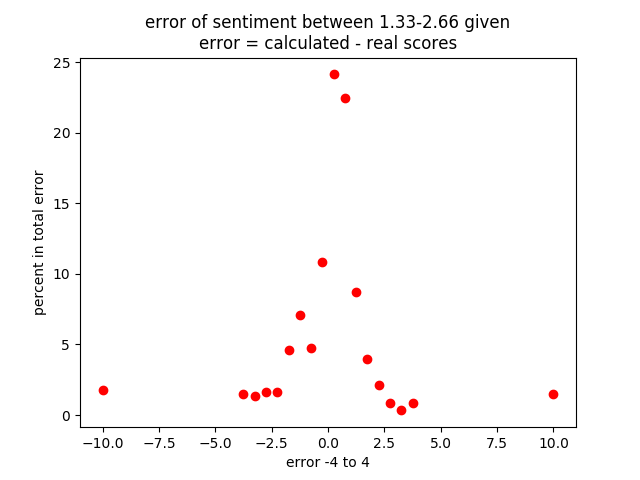 error of sentiment between 1.33-2.66 given
error = calculated - real scores
25
20
15
10
5
0
percent in total error
−10.0 −7.5 −5.0 −2.5 0.0 2.5 5.0 7.5 10.0
error -4 to 4